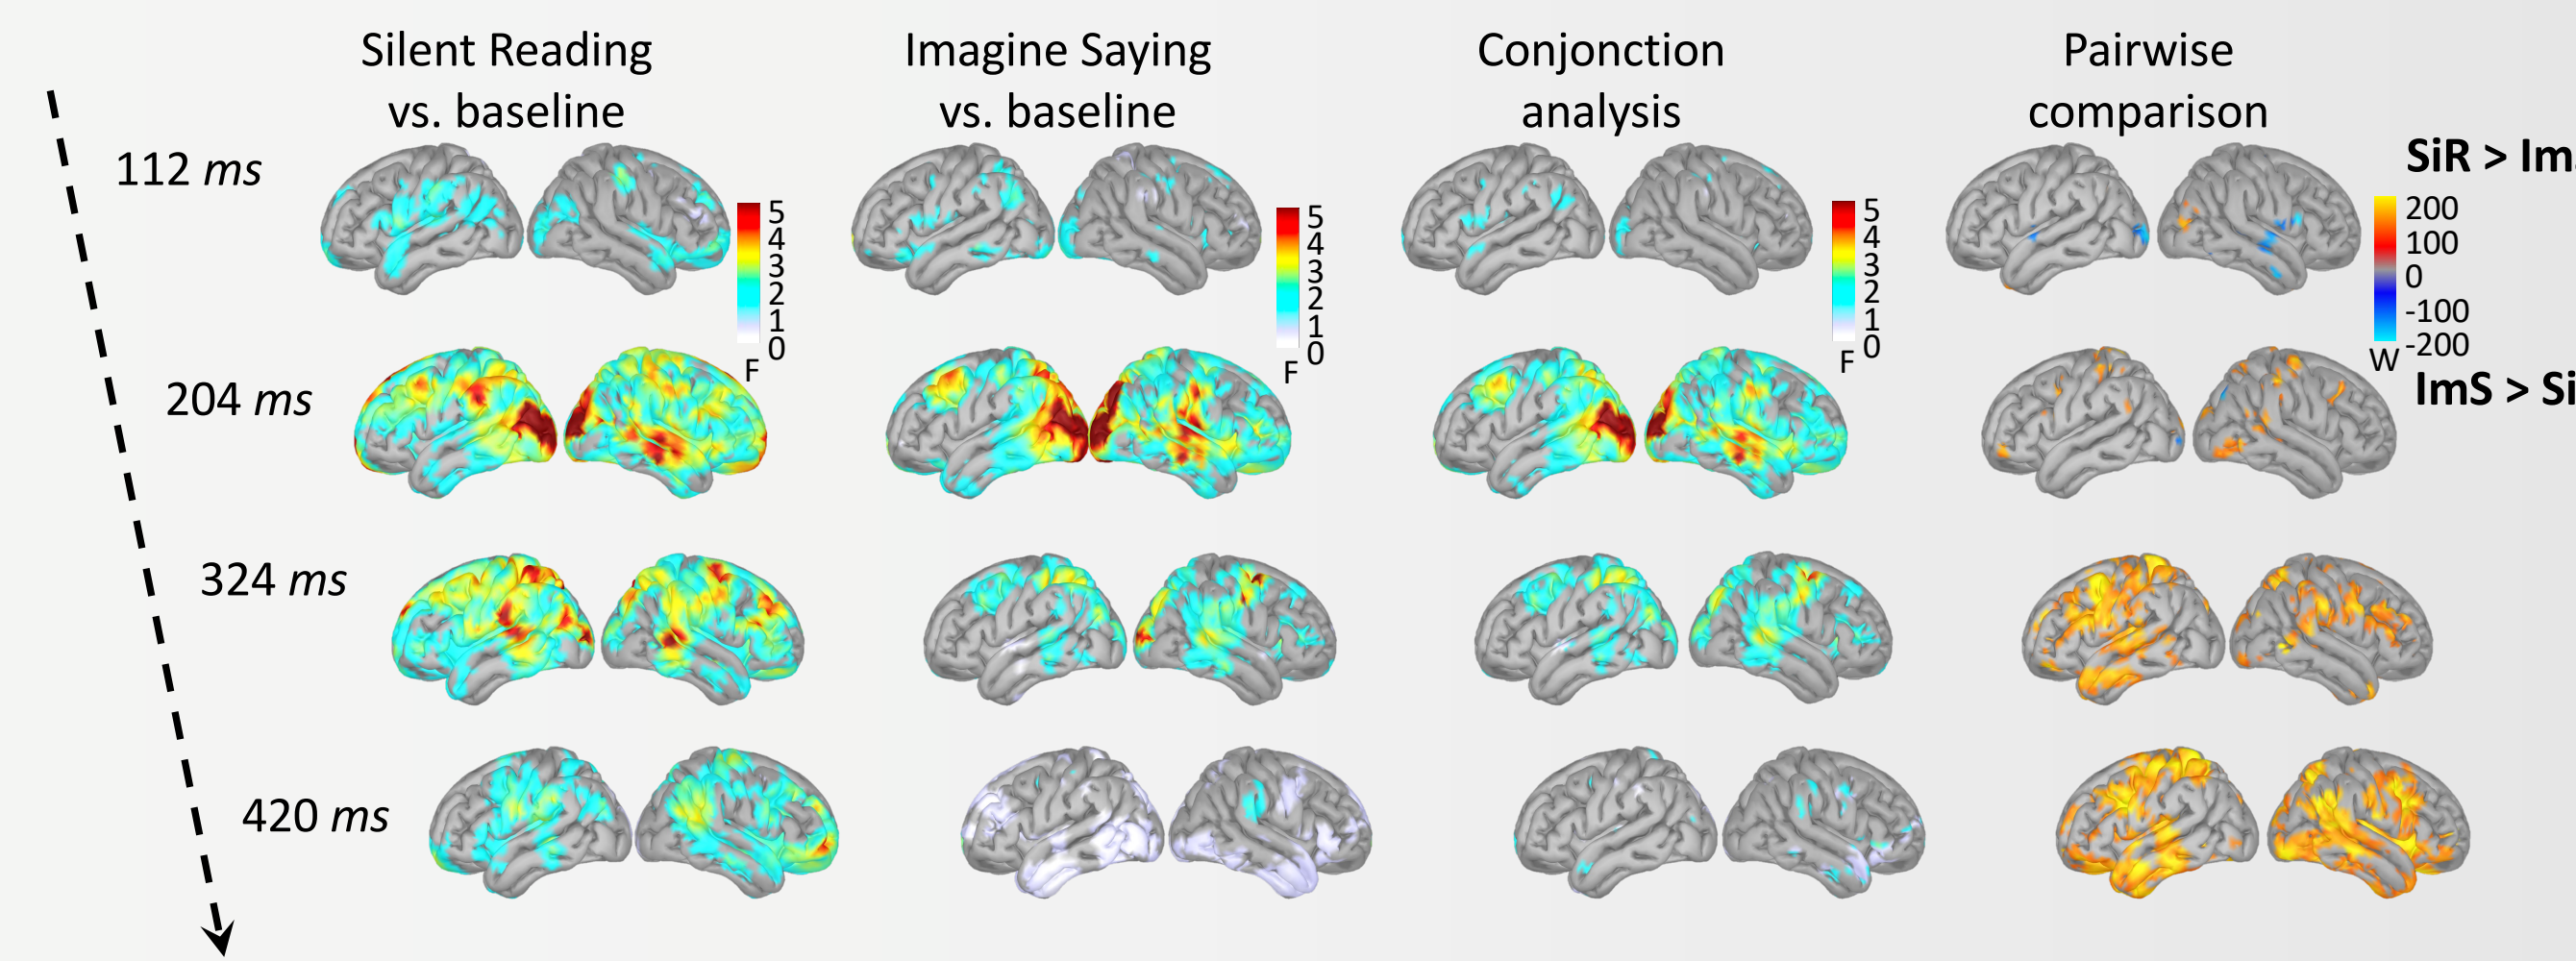 Silent Reading
vs. baseline
Imagine Saying
vs. baseline
Conjonction
analysis
Pairwise
comparison
112 ms
5
4
3
2
1
0
F
5
4
3
2
1
0
F
5
4
3
2
1
0
F
SiR > Im
200
100
0
-100
-200
W
ImS > Si
204 ms
324 ms
420 ms